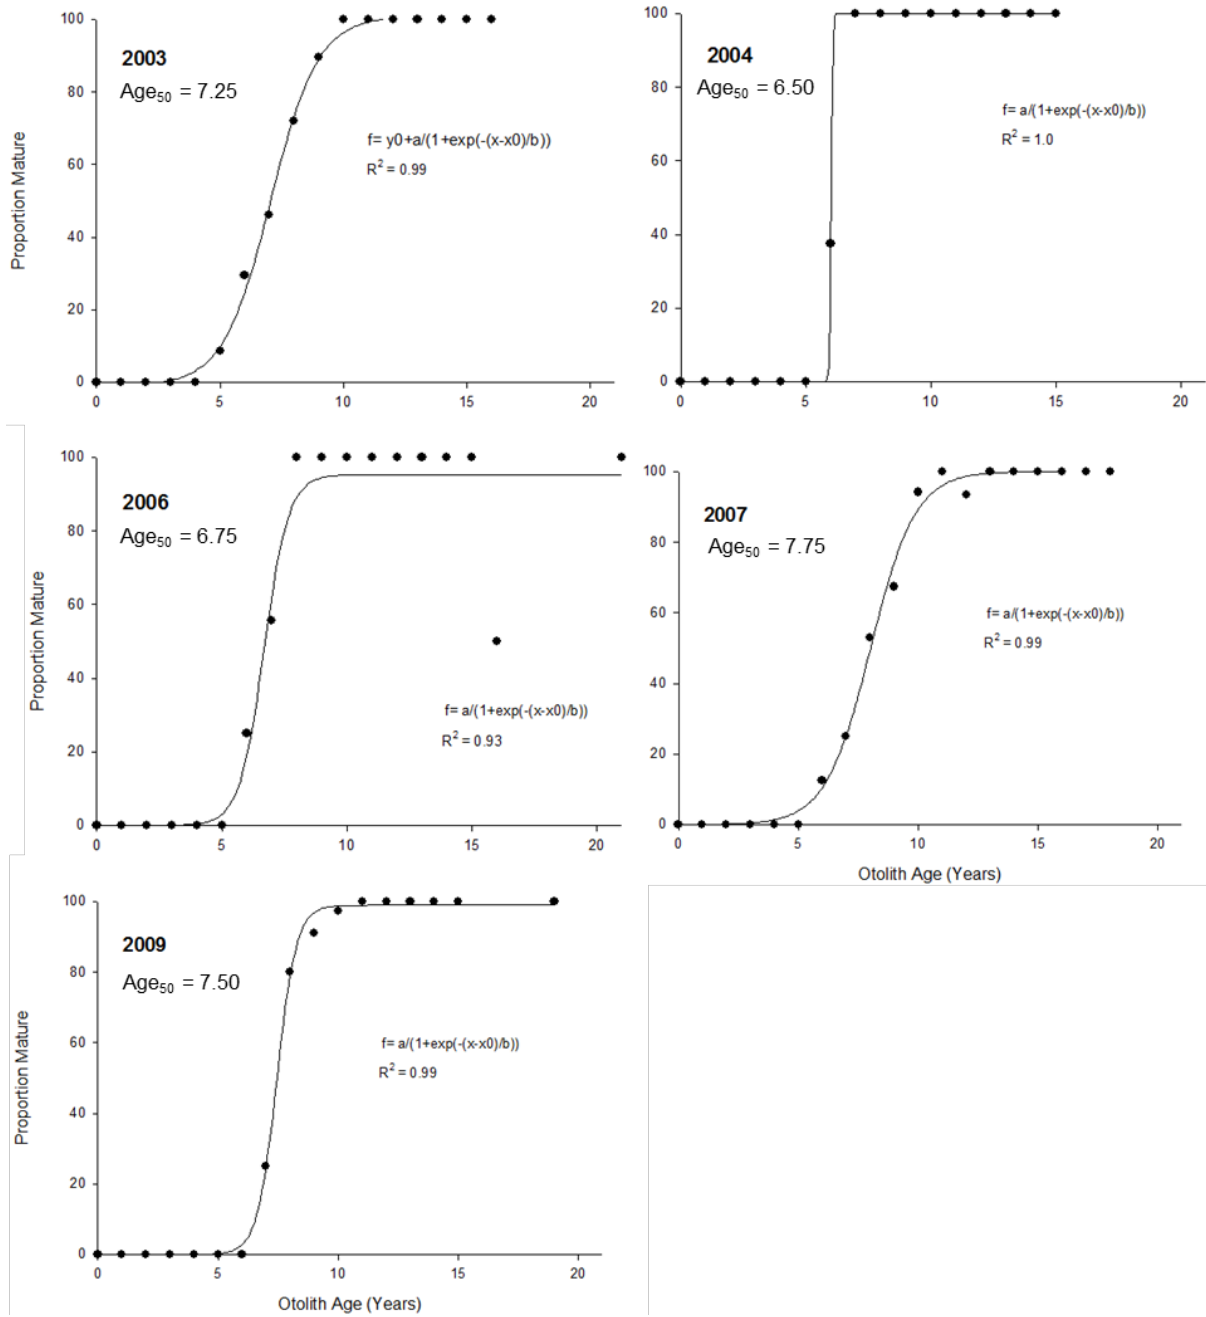 100
80
60
40
20
0
Proportion Mature
2003
Age50 = 7.25
f= y0+a/(1+exp(-(x-x0)/b))
R2 = 0.99
0 5 10 15 20
100
80
60
40
20
0
2004
Age50 = 6.50
f= a/(1+exp(-(x-x0)/b))
R2 = 1.0
0 5 10 15 20
100
80
60
40
20
0
Proportion Mature
2006
Age50 = 6.75
f= a/(1+exp(-(x-x0)/b))
R2 = 0.93
0 5 10 15 20
100
80
60
40
20
0
2007
Age50 = 7.75
f= a/(1+exp(-(x-x0)/b))
R2 = 0.99
0 5 10 15 20
Otolith Age (Years)
100
80
60
40
20
0
Proportion Mature
2009
Age50 = 7.50
f= a/(1+exp(-(x-x0)/b))
R2 = 0.99
0 5 10 15 20
Otolith Age (Years)